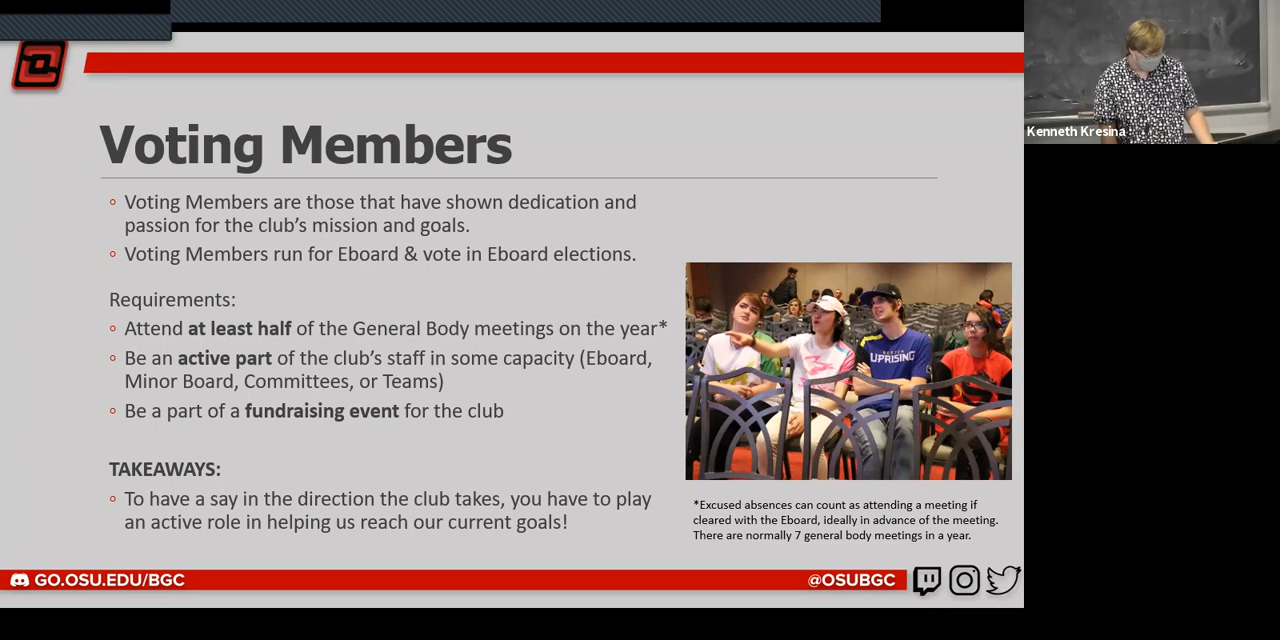 Voting Members
Voting Members are those that have shown dedication and
passion for the club's mission and goals.
Voting Members run for Eboard & vote in Eboard elections.
Requirements:
Attend at least half of the General Body meetings on the year*
Be an active part of the club's staff in some capacity (Eboard,
Minor Board, Committees, or Teams)
Be a part of a fundraising event for the club
TAKEAWAYS:
To have a say in the direction the club takes, you have to play
an active role in helping us reach our current goals!
UPRISING
*Excused absences can count as attending a meeting if
cleared with the Eboard, ideally in advance of the meeting.
There are normally 7 general body meetings in a year.
GO.OSU.EDU/BGC
@OSUBGC
Kenneth Kresina